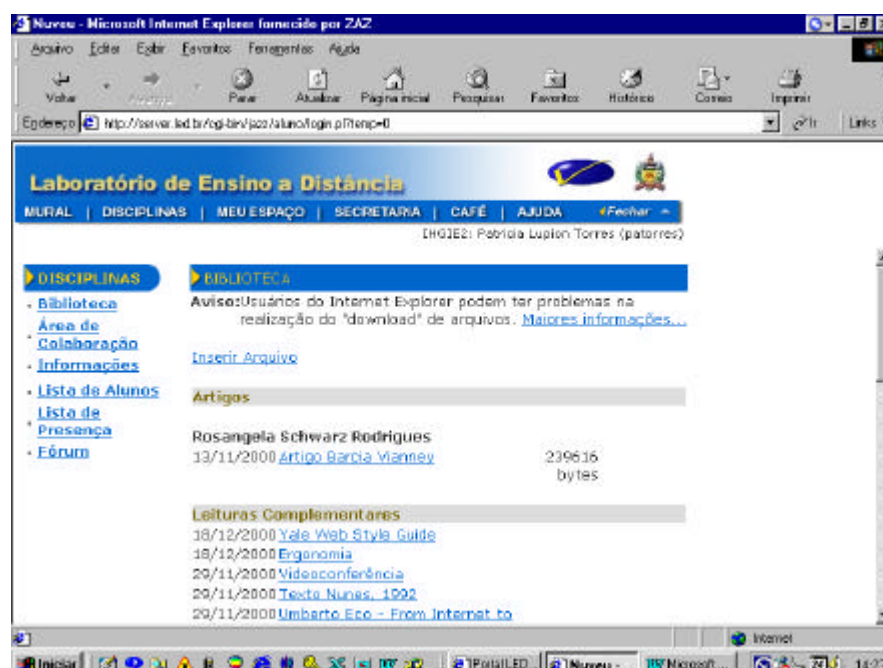 Nuveu - Microsoft Internet Explorer fornecido por ZAZ
Arquivo Editar Exibir Favoritos Ferramentas Ajuda
Voltar Parar Atualizar Página inicial Pesquisar Favoritos Histórico Correio Imprimir
Endereço http://server.led.br/cgi-bin/jazz/aluno/login.pl?temp=0 Ir Links
Laboratório de Ensino a Distância
MURAL | DISCIPLINAS | MEU ESPAÇO | SECRETARIA | CAFÉ | AJUDA Fechar
Patricia Lupion Torres (patorres)
DISCIPLINAS
Biblioteca
Área de
Colaboração
Informações
Lista de Alunos
Lista de
Presença
Fórum
BIBLIOTECA
Aviso:Usuários do Internet Explorer podem ter problemas na
realização do "download" de arquivos. Maiores informações...
Inserir Arquivo
Artigos
Rosangela Schwarz Rodrigues
13/11/2000 Artigo Barcia Vianney 239616
bytes
Leituras Complementares
18/12/2000 Yale Web Style Guide
18/12/2000 Ergonomia
29/11/2000 Videoconferência
29/11/2000 Texto Nunes, 1992
29/11/2000 Umberto Eco - From Internet to
Internet
Iniciar PortalLED... Nuveu - Microsoft...